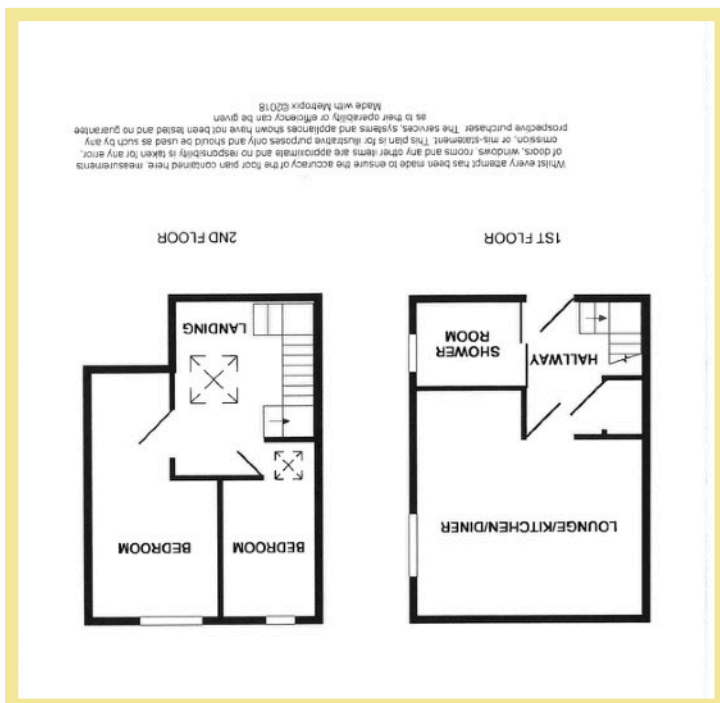 LOUNGE/KITCHEN/DINER
HALLWAY
SHOWER
ROOM
1ST FLOOR
BEDROOM
BEDROOM
LANDING
2ND FLOOR
Whilst every attempt has been made to ensure the accuracy of the floor plan contained here, measurements
of doors, windows, rooms and any other items are approximate and no responsibility is taken for any error,
omission, or mis-statement. This plan is for illustrative purposes only and should be used as such by any
prospective purchaser. The services, systems and appliances shown have not been tested and no guarantee
as to their operability or efficiency can be given
Made with Metropix ©2018